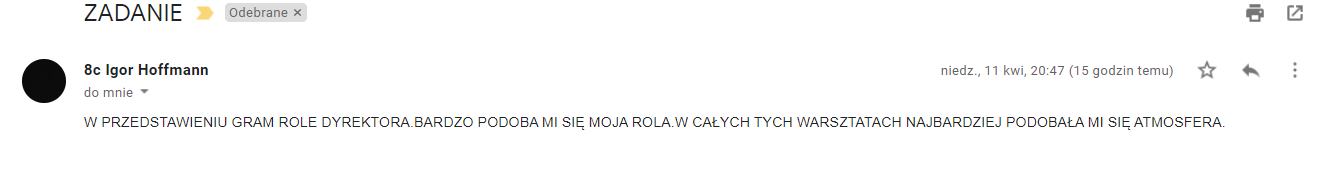 ZADANIE Odebrane ×
8c Igor Hoffmann niedz., 11 kwi, 20:47 (15 godzin temu)
do mnie
W PRZEDSTAWIENIU GRAM ROLE DYREKTORA.BARDZO PODOBA MI SIĘ MOJA ROLA.W CAŁYCH TYCH WARSZTATACH NAJBARDZIEJ PODOBAŁA MI SIĘ ATMOSFERA.